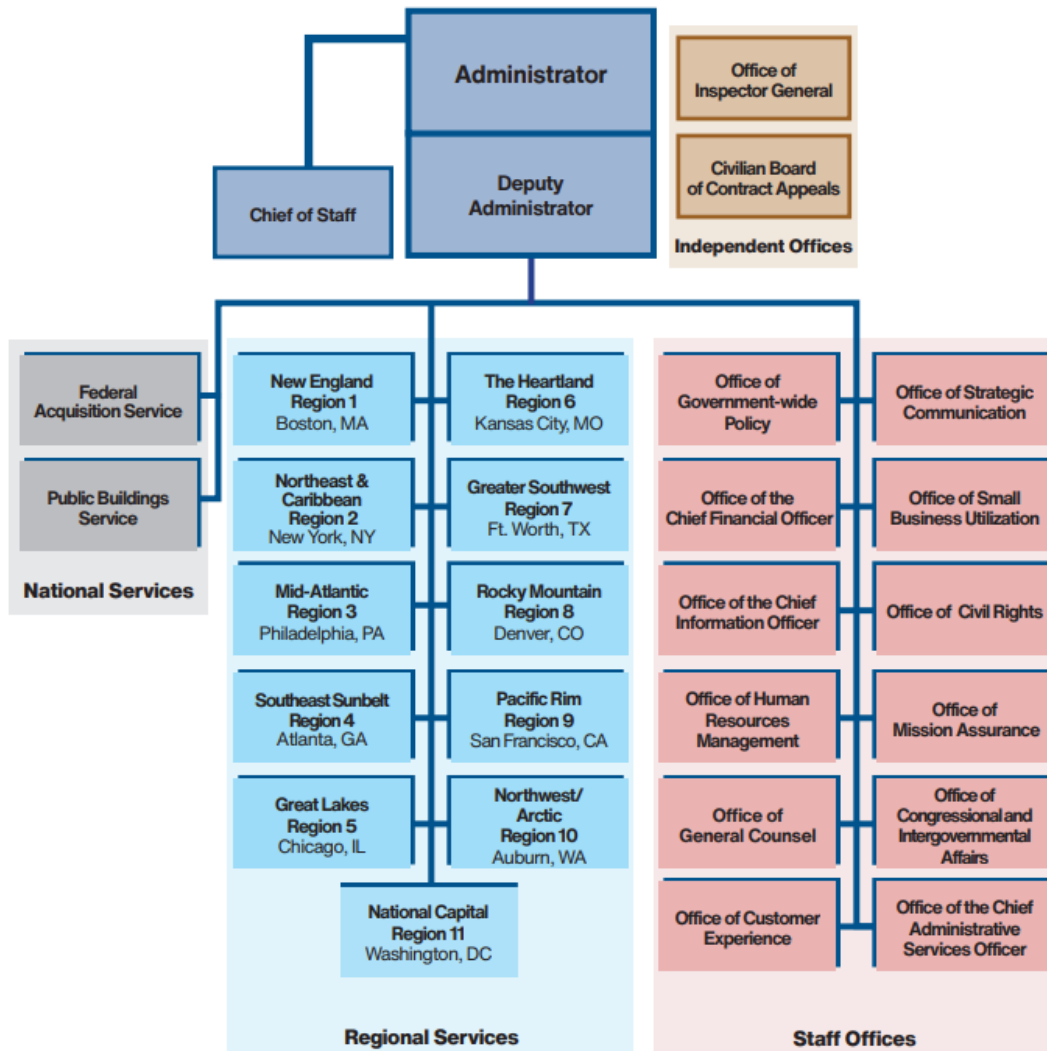 Administrator
Deputy
Administrator
Chief of Staff
Office of
Inspector General
Civilian Board
of Contract Appeals
Independent Offices
Federal
Acquisition Service
Public Buildings
Service
National Services
New England
Region 1
Boston, MA
The Heartland
Region 6
Kansas City, MO
Northeast &
Caribbean
Region 2
New York, NY
Greater Southwest
Region 7
Ft. Worth, TX
Mid-Atlantic
Region 3
Philadelphia, PA
Rocky Mountain
Region 8
Denver, CO
Southeast Sunbelt
Region 4
Atlanta, GA
Pacific Rim
Region 9
San Francisco, CA
Great Lakes
Region 5
Chicago, IL
Northwest/
Arctic
Region 10
Auburn, WA
National Capital
Region 11
Washington, DC
Regional Services
Office of
Government-wide
Policy
Office of Strategic
Communication
Office of the
Chief Financial Officer
Office of Small
Business Utilization
Office of the Chief
Information Officer
Office of Civil Rights
Office of Human
Resources
Management
Office of
Mission Assurance
Office of
General Counsel
Office of
Congressional and
Intergovernmental
Affairs
Office of Customer
Experience
Office of the Chief
Administrative
Services Officer
Staff Offices